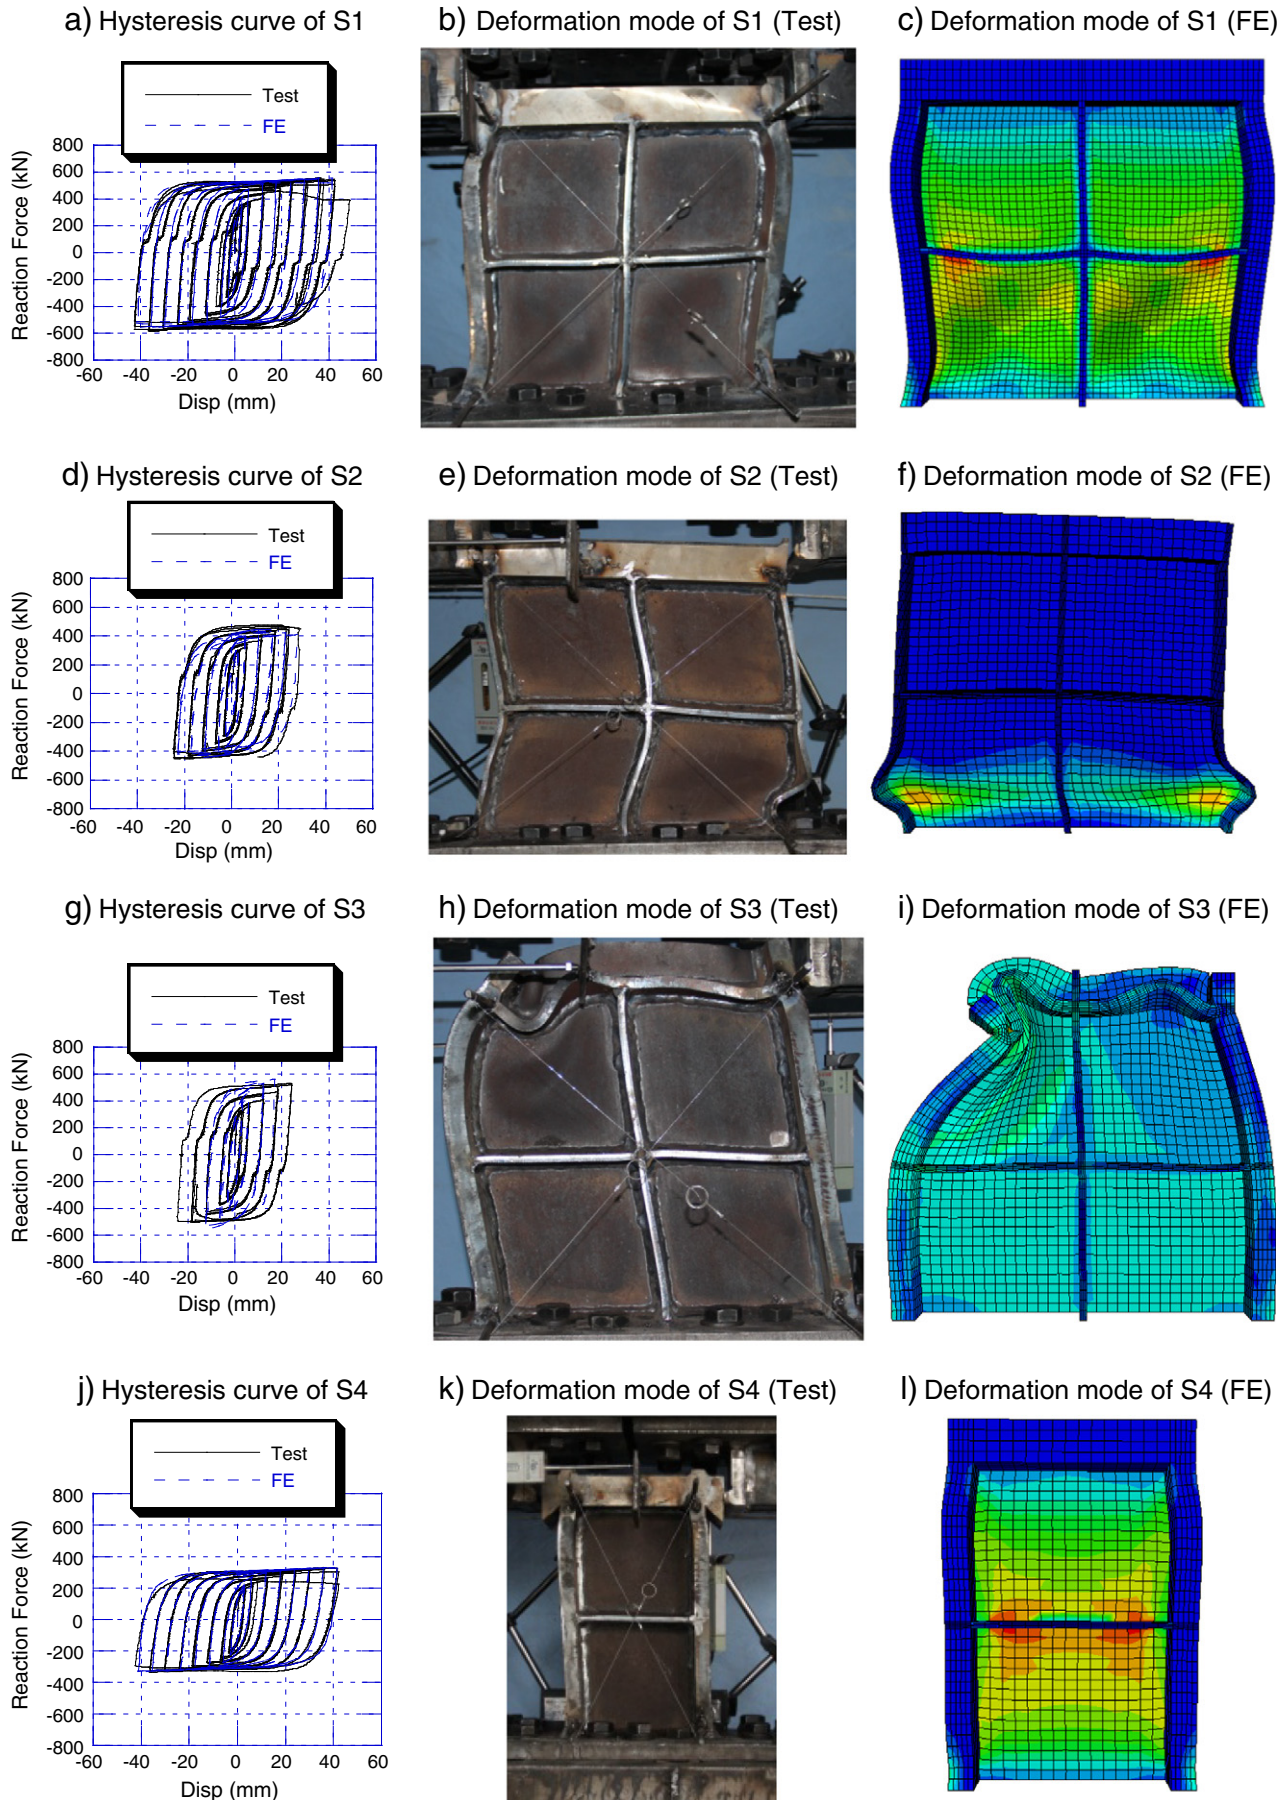 a) Hysteresis curve of S1
b) Deformation mode of S1 (Test)
c) Deformation mode of S1 (FE)
Test
FE
Reaction Force (kN)
800
600
400
200
0
-200
-400
-600
-800
-60 -40 -20 0 20 40 60
Disp (mm)
d) Hysteresis curve of S2
e) Deformation mode of S2 (Test)
f) Deformation mode of S2 (FE)
Test
FE
Reaction Force (kN)
800
600
400
200
0
-200
-400
-600
-800
-60 -40 -20 0 20 40 60
Disp (mm)
g) Hysteresis curve of S3
h) Deformation mode of S3 (Test)
i) Deformation mode of S3 (FE)
Test
FE
Reaction Force (kN)
800
600
400
200
0
-200
-400
-600
-800
-60 -40 -20 0 20 40 60
Disp (mm)
j) Hysteresis curve of S4
k) Deformation mode of S4 (Test)
l) Deformation mode of S4 (FE)
Test
FE
Reaction Force (kN)
800
600
400
200
0
-200
-400
-600
-800
-60 -40 -20 0 20 40 60
Disp (mm)